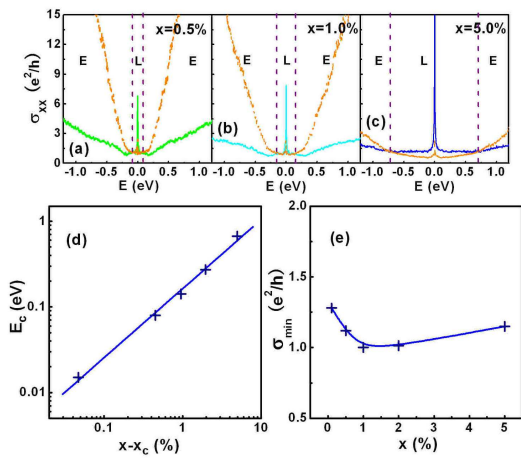 15
12
9
6
3
0
σxx (e²/h)
x=0.5%
E
L
E
(a)
-1.0 -0.5 0.0 0.5 1.0
E (eV)
x=1.0%
E
L
E
(b)
-1.0 -0.5 0.0 0.5 1.0
E (eV)
x=5.0%
E
L
E
(c)
-1.0 -0.5 0.0 0.5 1.0
E (eV)
(d)
1
0.1
0.01
Ec (eV)
0.1 1 10
x-xc (%)
(e)
2.0
1.5
1.0
0.5
σmin (e²/h)
0 1 2 3 4 5
x (%)